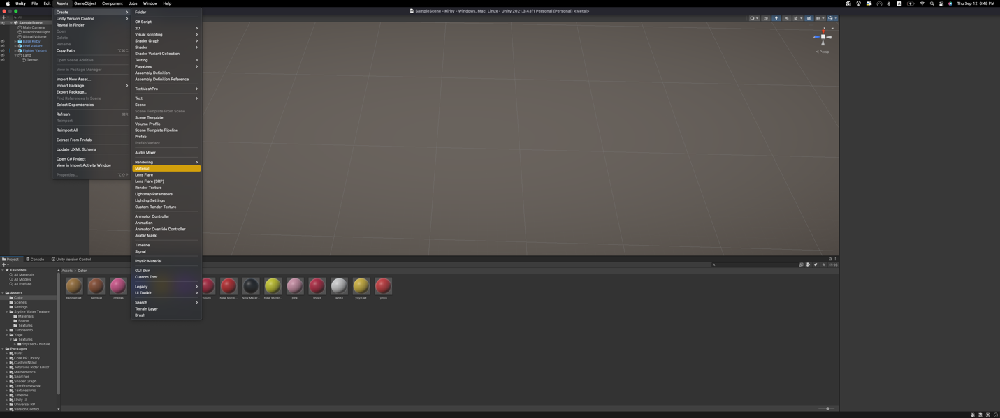 Unity File Edit Assets GameObject Component Jobs Window Help
Thu Sep 12 6:48 PM
SampleScene - Kirby - Windows, Mac, Linux - Unity 2021.3.43f1 Personal (Personal) <Metal>
SampleScene
Main Camera
Directional Light
Global Volume
Base Kirby
chef variant
Fighter Variant
Land
Terrain
Create
Unity Version Control
Reveal in Finder
Open
Delete
Rename
Copy Path ⌥⌘C
Open Scene Additive
View in Package Manager
Import New Asset...
Import Package
Export Package...
Find References In Scene
Select Dependencies
Refresh ⌘R
Reimport
Reimport All
Extract From Prefab
Update UXML Schema
Open C# Project
View in Import Activity Window
Properties... ⌥⇧P
Folder
C# Script
2D
Visual Scripting
Shader Graph
Shader
Shader Variant Collection
Testing
Playables
Assembly Definition
Assembly Definition Reference
TextMeshPro
Text
Scene
Scene Template From Scene
Scene Template
Volume Profile
Scene Template Pipeline
Prefab
Prefab Variant
Audio Mixer
Rendering
Material
Lens Flare
Lens Flare (SRP)
Render Texture
Lightmap Parameters
Lighting Settings
Custom Render Texture
Animator Controller
Animation
Animator Override Controller
Avatar Mask
Timeline
Signal
Physic Material
GUI Skin
Custom Font
Legacy
UI Toolkit
Search
Terrain Layer
Brush
2D
< Persp
Project Console Unity Version Control
Favorites
All Materials
All Models
All Prefabs
Assets
Color
Scenes
Settings
Stylize Water Texture
Materials
Scene
Textures
TutorialInfo
Yoge
Textures
Stylized - Nature
Packages
Burst
Core RP Library
Custom NUnit
JetBrains Rider Editor
Mathematics
Searcher
Shader Graph
Test Framework
TextMeshPro
Timeline
Unity UI
Universal RP
Version Control
Assets > Color
bandest alt bandest cheeks mouth New Mater... New Mater... New Mater... pink shoes white yoyo alt yoyo